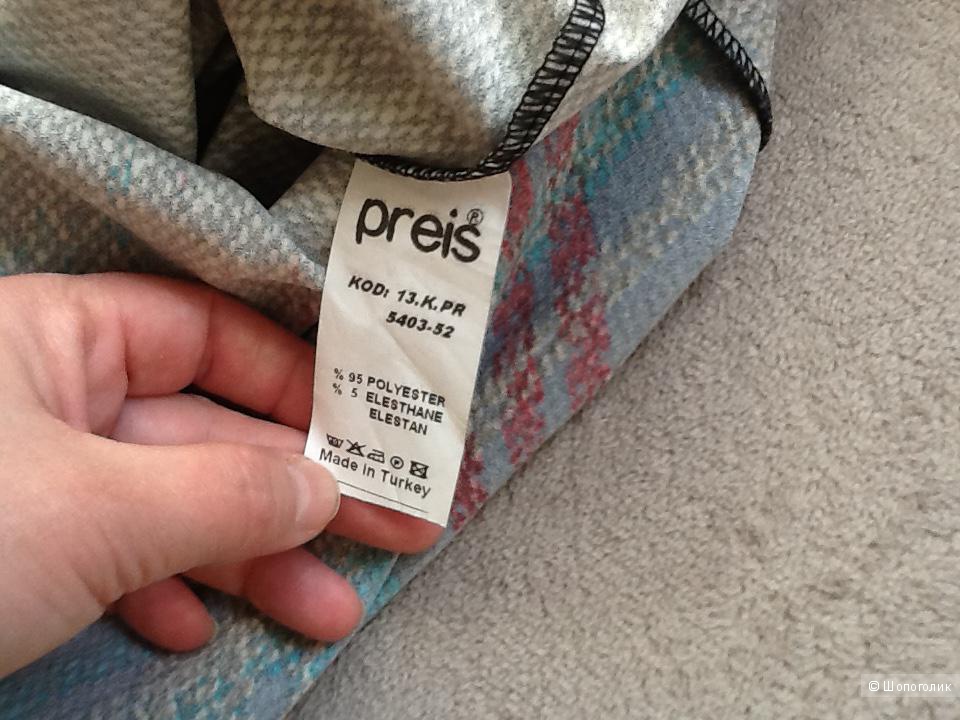 preis®
KOD: 13.K.PR
5403-52
% 95 POLYESTER
% 5 ELESTHANE
ELESTAN
Made in Turkey
© Шопоголик